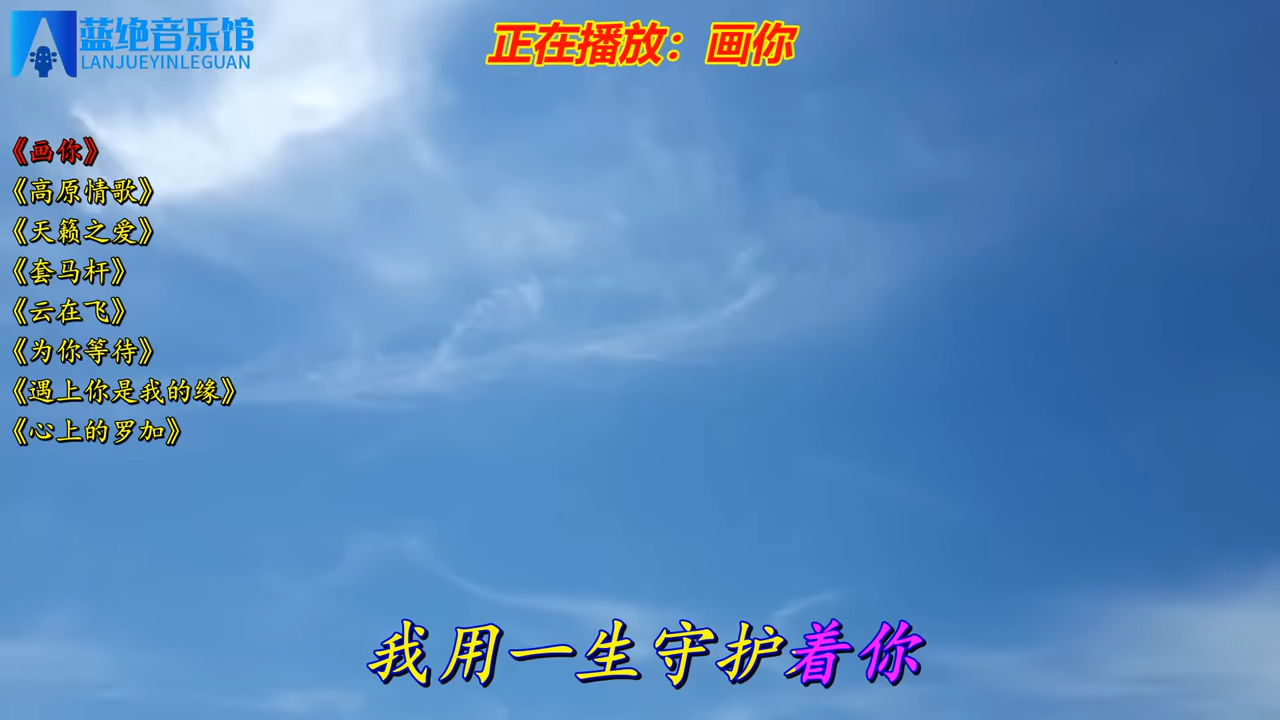 蓝绝音乐馆
LANJUEYINLEGUAN
正在播放：画你
《画你》
《高原情歌》
《天籁之爱》
《套马杆》
《云在飞》
《为你等待》
《遇上你是我的缘》
《心上的罗加》
我用一生守护着你